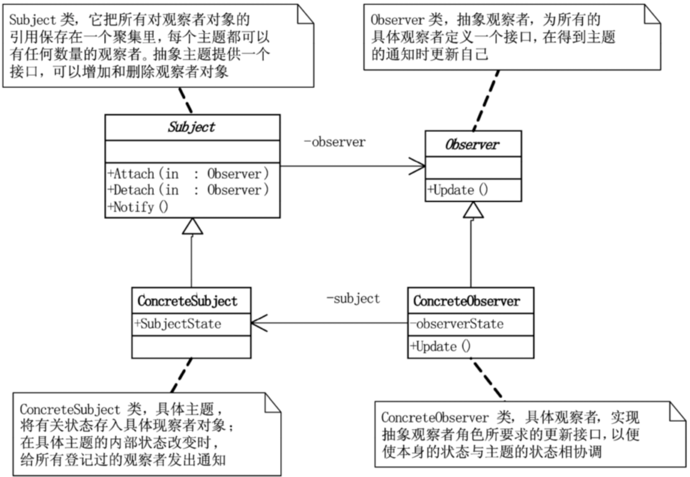 Subject 类，它把所有对观察者对象的
引用保存在一个聚集里，每个主题都可以
有任何数量的观察者。抽象主题提供一个
接口，可以增加和删除观察者对象
Observer 类，抽象观察者，为所有的
具体观察者定义一个接口，在得到主题
的通知时更新自己
Subject
+Attach(in : Observer)
+Detach(in : Observer)
+Notify()
-observer
Observer
+Update()
ConcreteSubject
+SubjectState
-subject
ConcreteObserver
-observerState
+Update()
ConcreteSubject 类，具体主题，
将有关状态存入具体现察者对象；
在具体主题的内部状态改变时，
给所有登记过的观察者发出通知
ConcreteObserver 类，具体观察者，实现
抽象观察者角色所要求的更新接口，以便
使本身的状态与主题的状态相协调